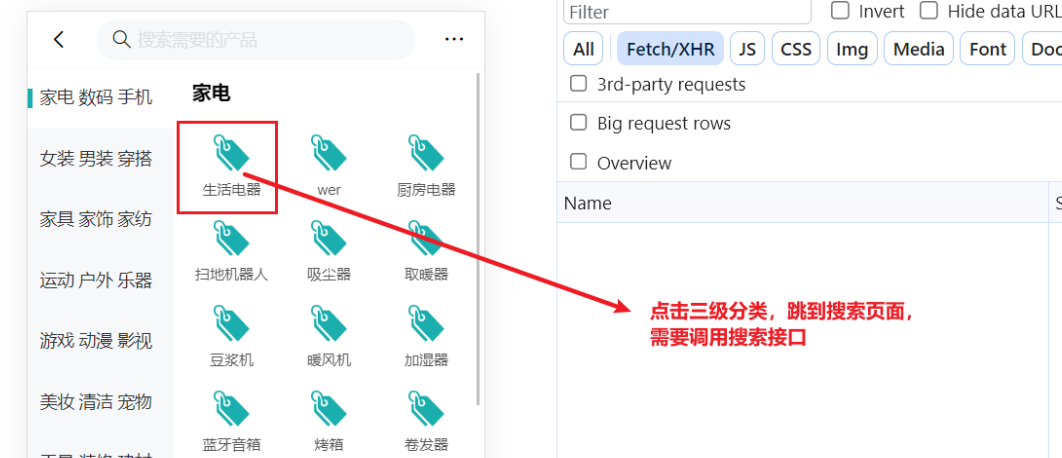 搜索需要的产品
家电 数码 手机
女装 男装 穿搭
家具 家饰 家纺
运动 户外 乐器
游戏 动漫 影视
美妆 清洁 宠物
家电
生活电器 wer 厨房电器
扫地机器人 吸尘器 取暖器
豆浆机 暖风机 加湿器
蓝牙音箱 烤箱 卷发器
Filter Invert Hide data URL
All Fetch/XHR JS CSS Img Media Font Doc
3rd-party requests
Big request rows
Overview
Name S
点击三级分类，跳到搜索页面，
需要调用搜索接口